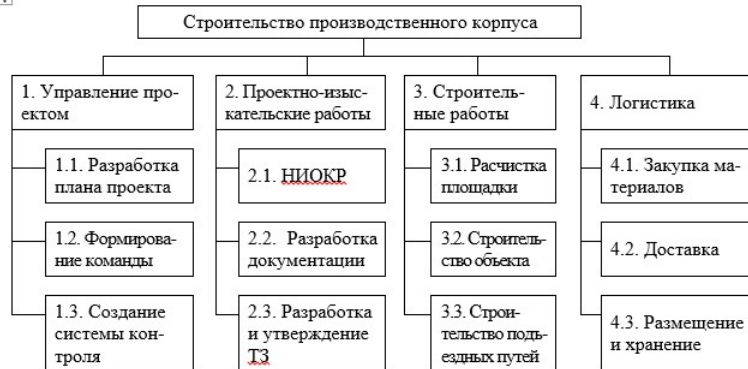 Строительство производственного корпуса
1. Управление про-
ектом
2. Проектно-изыс-
кательские работы
3. Строитель-
ные работы
4. Логистика
1.1. Разработка
плана проекта
2.1. НИОКР
3.1. Расчистка
площадки
4.1. Закупка ма-
териалов
1.2. Формирова-
ние команды
2.2. Разработка
документации
3.2. Строитель-
ство объекта
4.2. Доставка
1.3. Создание
системы кон-
троля
2.3. Разработка
и утверждение
ТЗ
3.3. Строи-
тельство подъ-
ездных путей
4.3. Размещение
и хранение